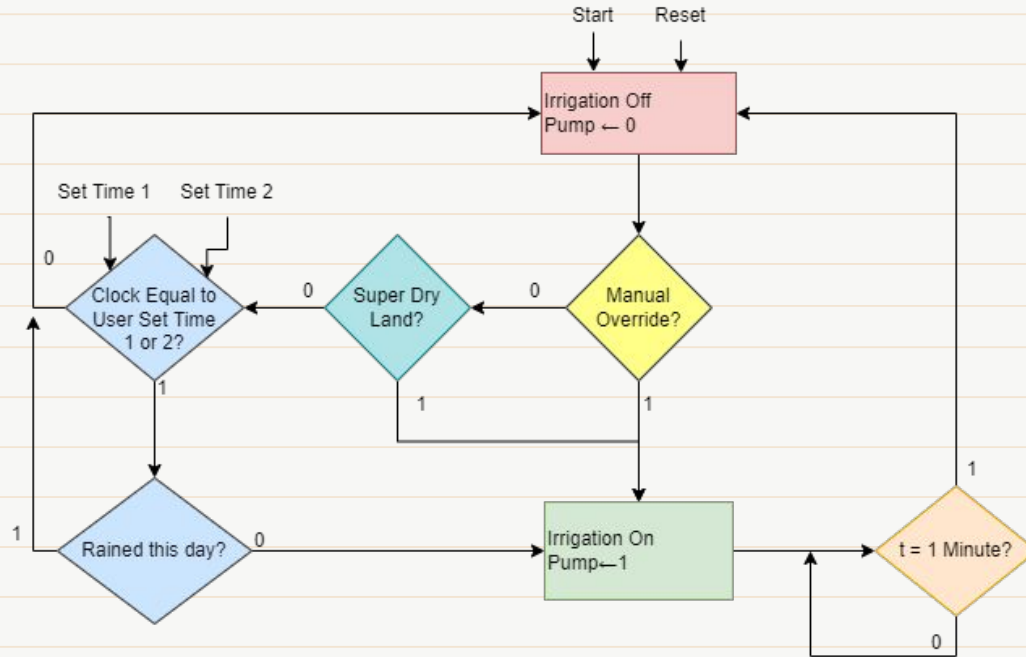 Start
Reset
Irrigation Off
Pump ← 0
Set Time 1
Set Time 2
0
Clock Equal to
User Set Time
1 or 2?
0
Super Dry
Land?
0
Manual
Override?
1
1
1
1
1
Rained this day?
0
Irrigation On
Pump←1
t = 1 Minute?
0